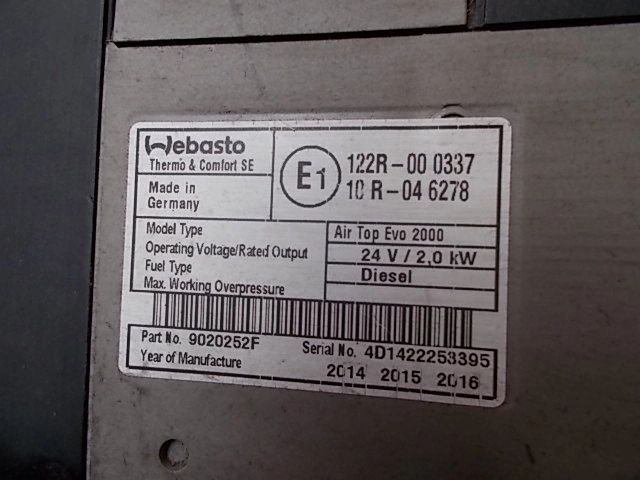 Webasto
Thermo & Comfort SE
Made in
Germany
E1
122R-00 0337
10 R-04 6278
Model Type
Air Top Evo 2000
Operating Voltage/Rated Output
24 V / 2,0 kW
Fuel Type
Diesel
Max. Working Overpressure
Part No. 9020252F
Serial No. 4D1422253395
Year of Manufacture
2014 2015 2016